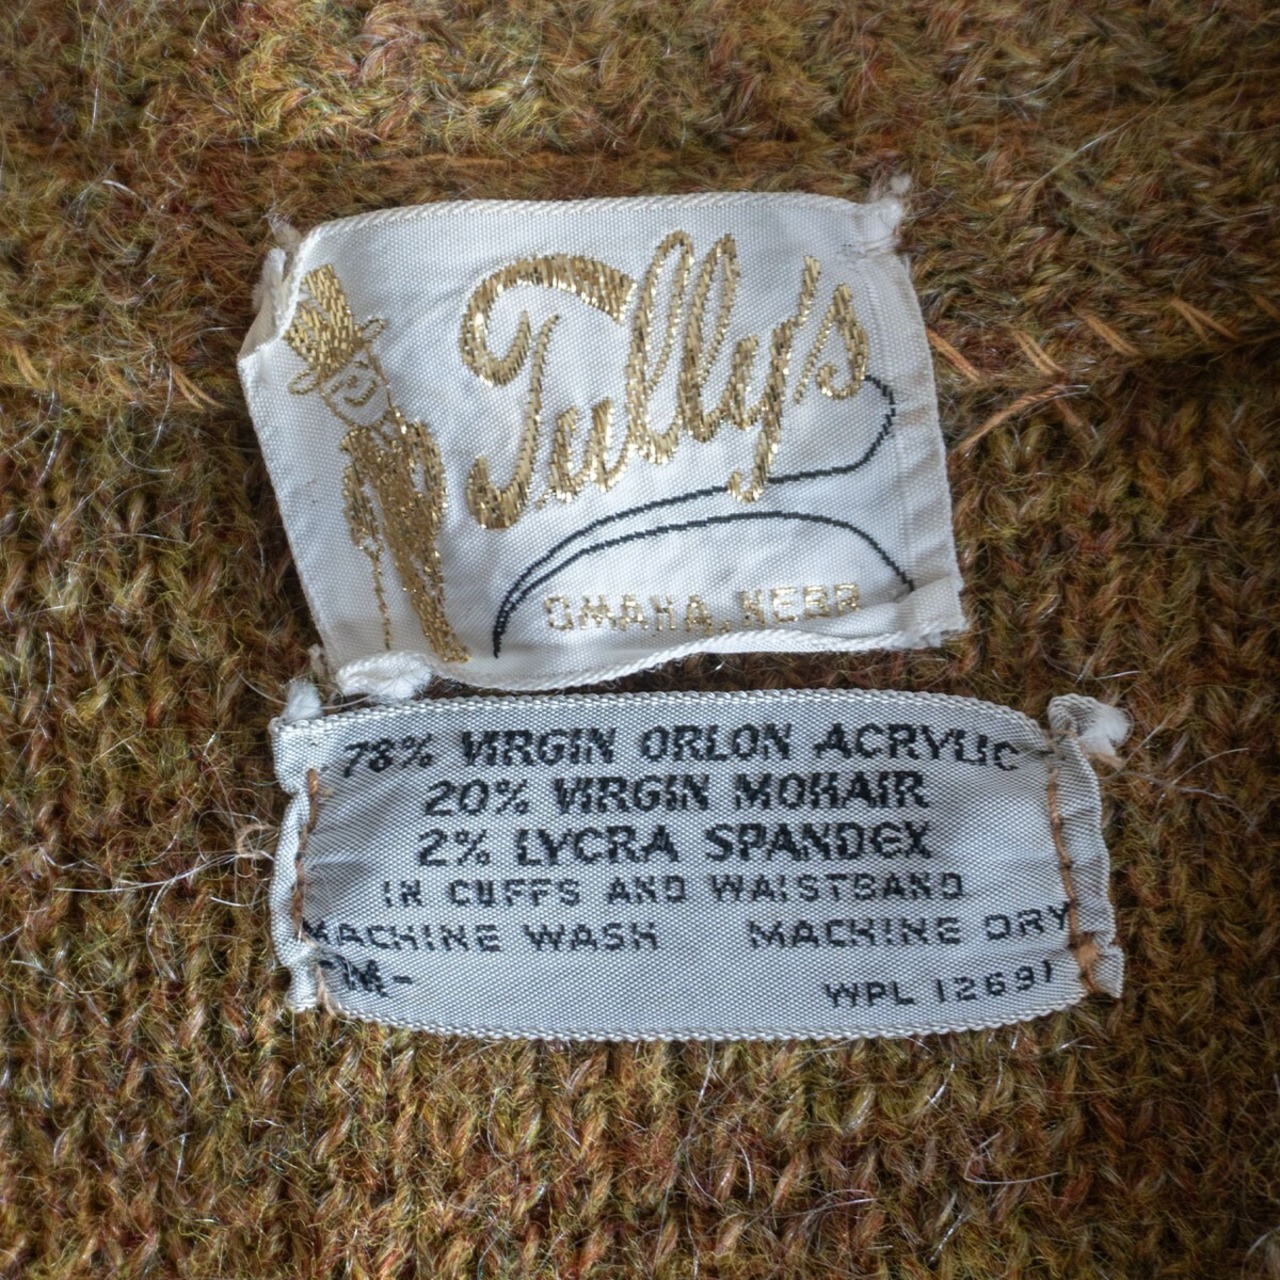 Tully's
OMAHA, NEBR
78% VIRGIN ORLON ACRYLIC
20% VIRGIN MOHAIR
2% LYCRA SPANDEX
IN CUFFS AND WAISTBAND
MACHINE WASH MACHINE DRY
-M- WPL 12691